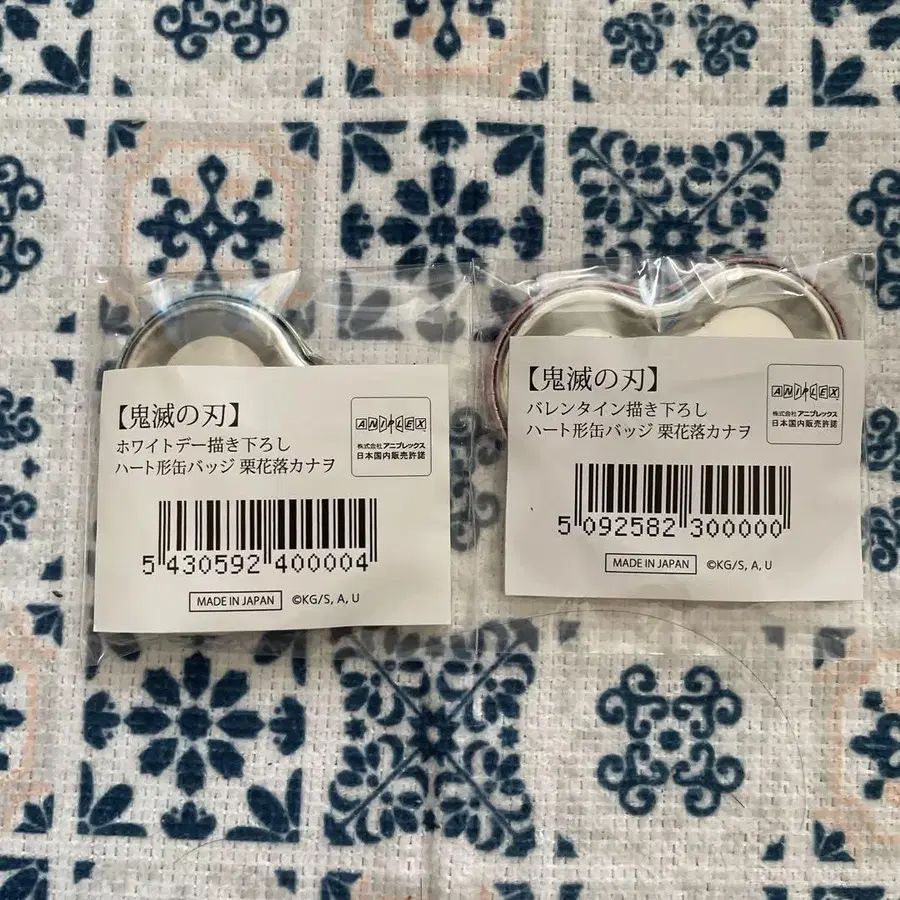 【鬼滅の刃】
ホワイトデー描き下ろし
ハート形缶バッジ 栗花落カナヲ
ANIPLEX
株式会社アニプレックス
日本国内販売許諾
5 430592 400004
MADE IN JAPAN ©KG/S, A, U
【鬼滅の刃】
バレンタイン描き下ろし
ハート形缶バッジ 栗花落カナヲ
ANIPLEX
株式会社アニプレックス
日本国内販売許諾
5 092582 300000
MADE IN JAPAN ©KG/S, A, U